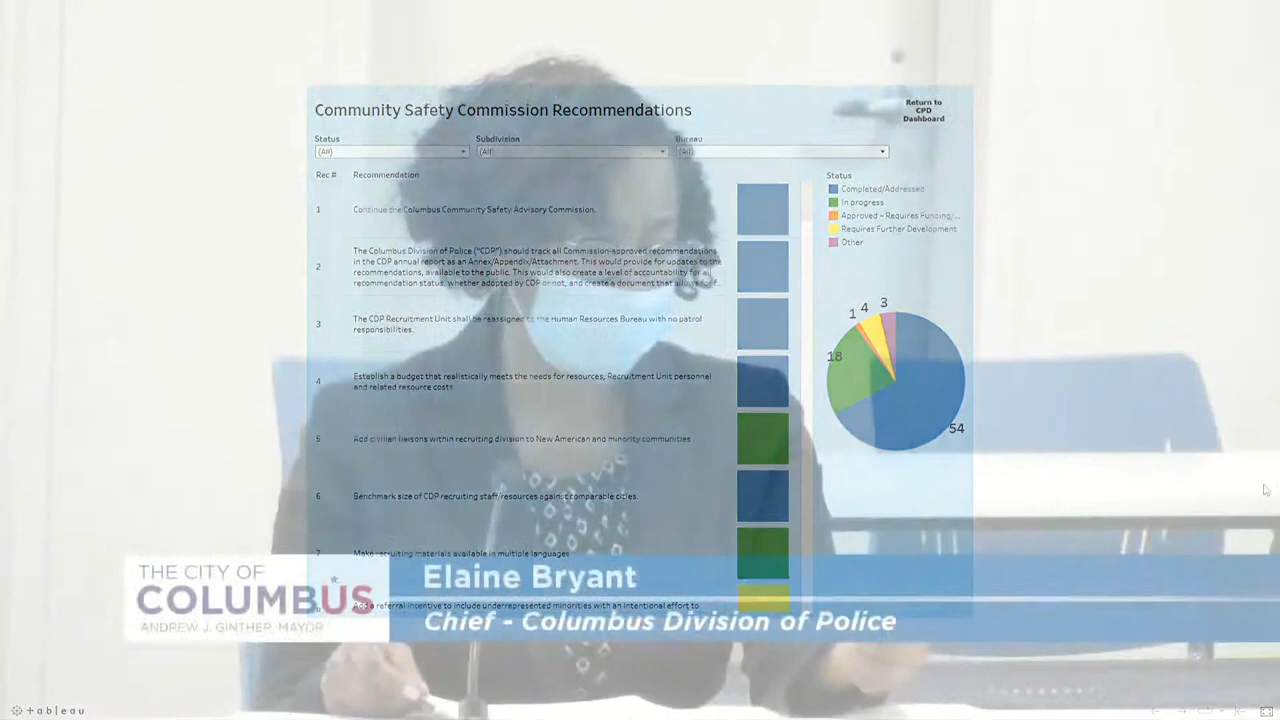 Community Safety Commission Recommendations
Return to
CPD
Dashboard
Status
Subdivision
Bureau
(All)
(All)
(All)
Rec #
Recommendation
1
Continue the Columbus Community Safety Advisory Commission.
2
The Columbus Division of Police ("CDP") should track all Commission-approved recommendations
in the CDP annual report as an Annex/Appendix/Attachment. This would provide for updates to the
recommendations, available to the public. This would also create a level of accountability for all
recommendation status, whether adopted by CDP or not, and create a document that allows for f..
3
The CDP Recruitment Unit shall be reassigned to the Human Resources Bureau with no patrol
responsibilities.
4
Establish a budget that realistically meets the needs for resources, Recruitment Unit personnel
and related resource costs.
5
Add civilian liaisons within recruiting division to New American and minority communities
6
Benchmark size of CDP recruiting staff/resources against comparable cities.
7
Make recruiting materials available in multiple languages
Add a referral incentive to include underrepresented minorities with an intentional effort to
Status
Completed/Addressed
In progress
Approved – Requires Funding/...
Requires Further Development
Other
1
4
3
18
54
THE CITY OF
COLUMBUS
ANDREW J. GINTHER, MAYOR
Elaine Bryant
Chief - Columbus Division of Police
+ableau